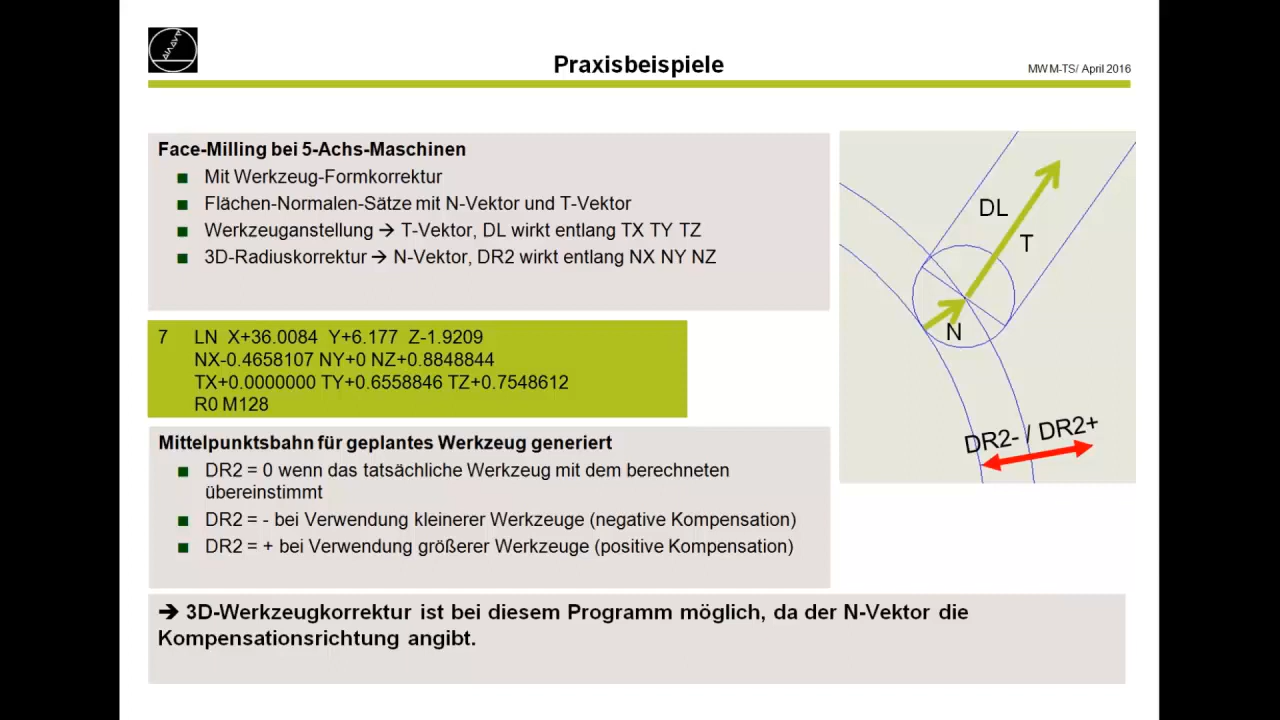 Praxisbeispiele
MWM-TS/ April 2016
Face-Milling bei 5-Achs-Maschinen
Mit Werkzeug-Formkorrektur
Flächen-Normalen-Sätze mit N-Vektor und T-Vektor
Werkzeuganstellung → T-Vektor, DL wirkt entlang TX TY TZ
3D-Radiuskorrektur → N-Vektor, DR2 wirkt entlang NX NY NZ
7 LN X+36.0084 Y+6.177 Z-1.9209
NX-0.4658107 NY+0 NZ+0.8848844
TX+0.0000000 TY+0.6558846 TZ+0.7548612
R0 M128
Mittelpunktsbahn für geplantes Werkzeug generiert
DR2 = 0 wenn das tatsächliche Werkzeug mit dem berechneten
übereinstimmt
DR2 = - bei Verwendung kleinerer Werkzeuge (negative Kompensation)
DR2 = + bei Verwendung größerer Werkzeuge (positive Kompensation)
DL
T
N
DR2- / DR2+
→ 3D-Werkzeugkorrektur ist bei diesem Programm möglich, da der N-Vektor die
Kompensationsrichtung angibt.